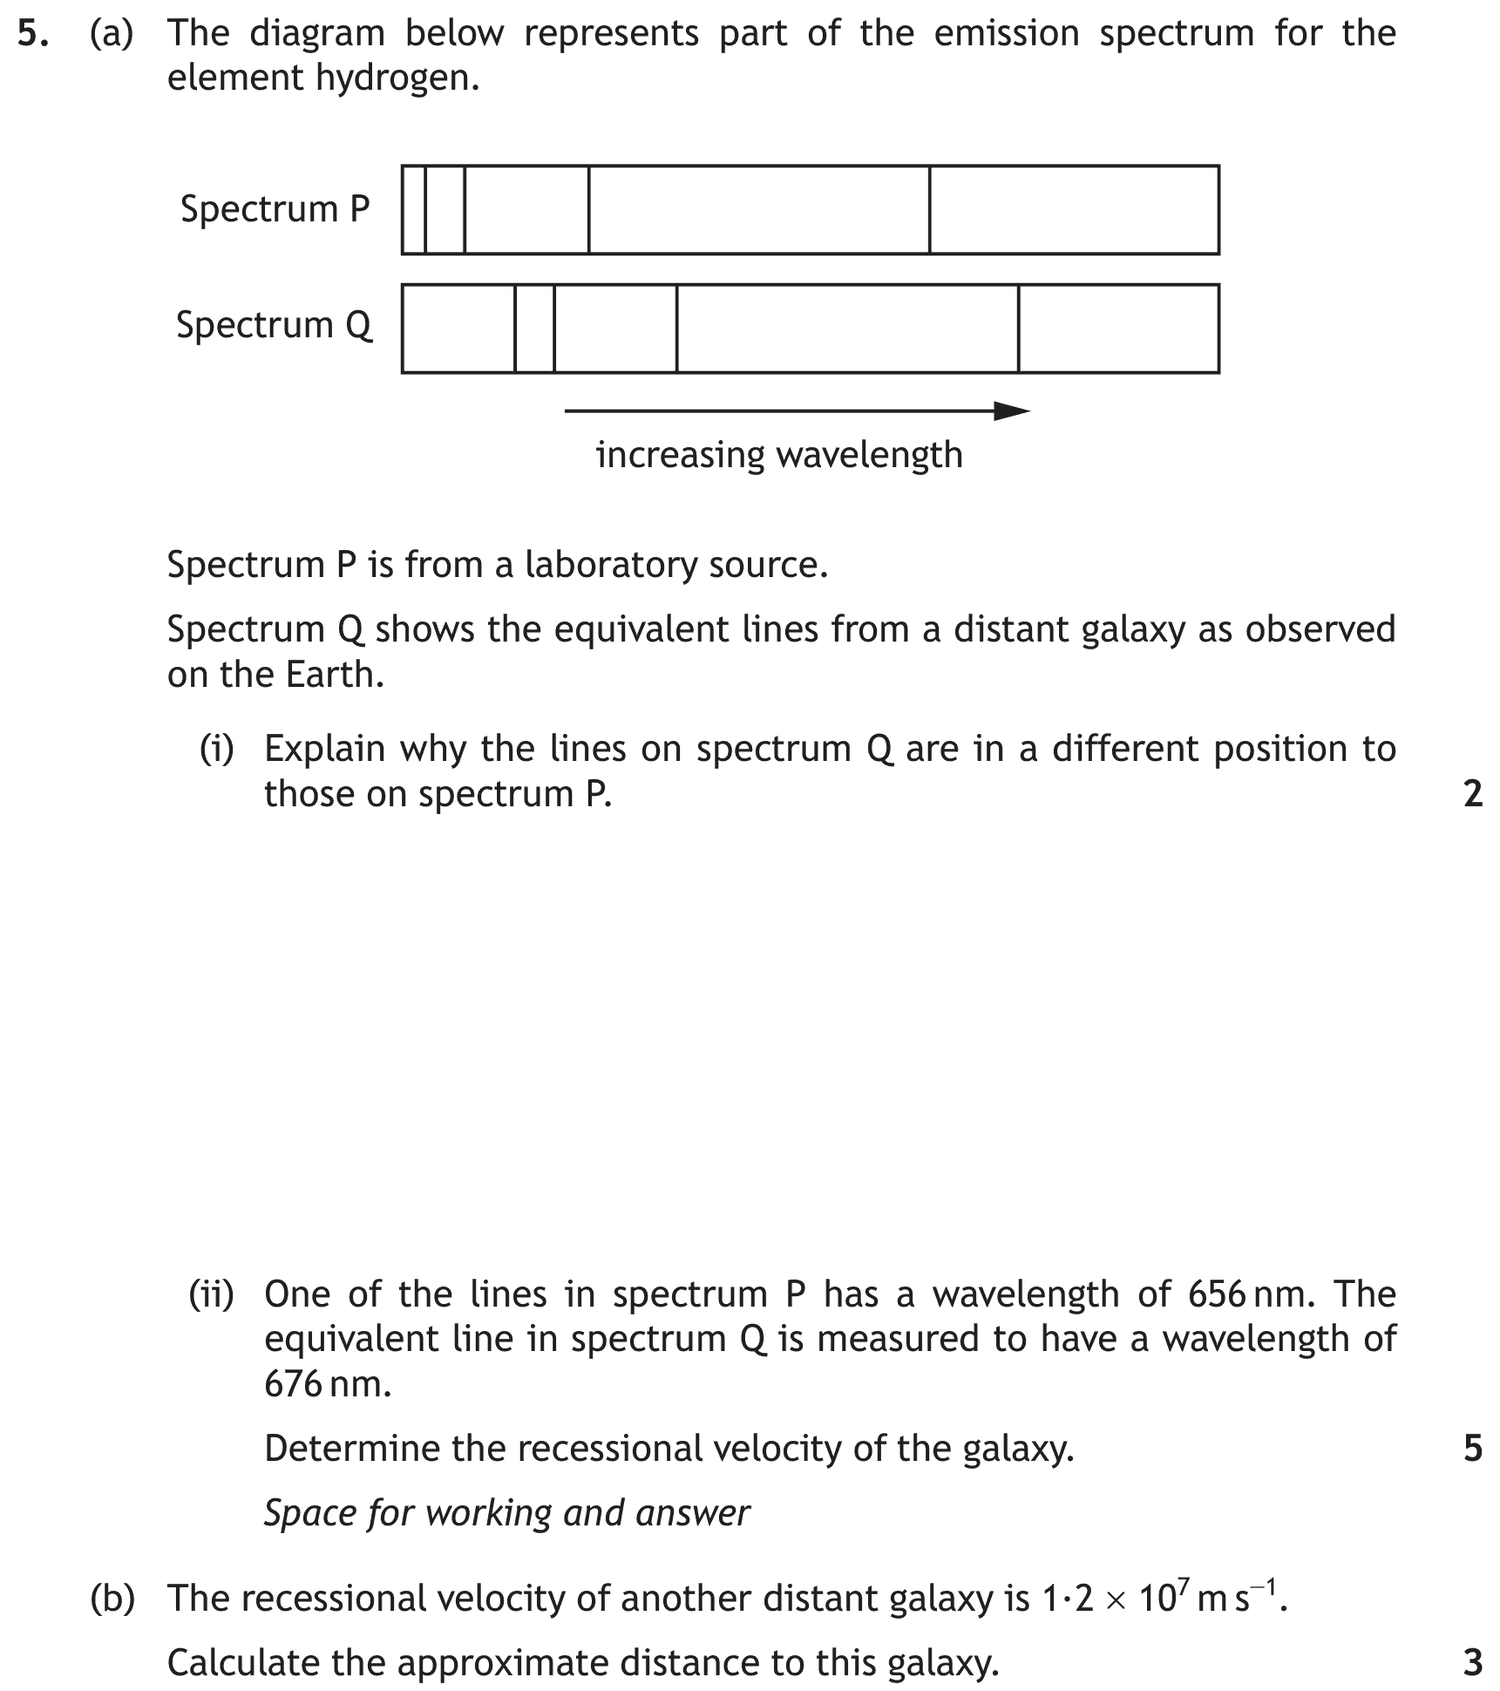 5. (a) The diagram below represents part of the emission spectrum for the
element hydrogen.
Spectrum P
Spectrum Q
increasing wavelength
Spectrum P is from a laboratory source.
Spectrum Q shows the equivalent lines from a distant galaxy as observed
on the Earth.
(i) Explain why the lines on spectrum Q are in a different position to
those on spectrum P. 2
(ii) One of the lines in spectrum P has a wavelength of 656 nm. The
equivalent line in spectrum Q is measured to have a wavelength of
676 nm.
Determine the recessional velocity of the galaxy. 5
Space for working and answer
(b) The recessional velocity of another distant galaxy is 1·2 × 10⁷ m s⁻¹.
Calculate the approximate distance to this galaxy. 3